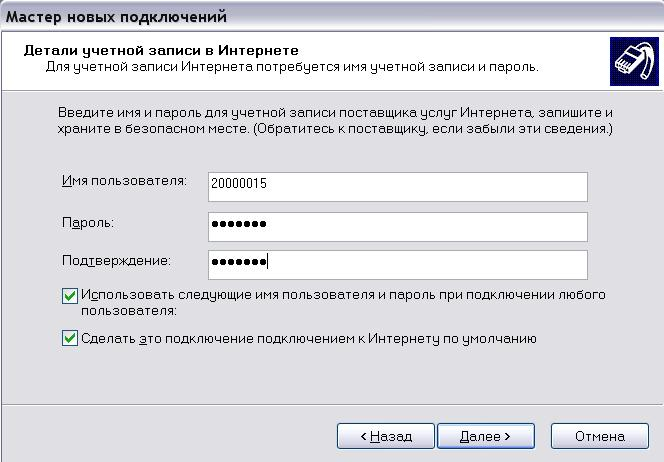 Мастер новых подключений
Детали учетной записи в Интернете
Для учетной записи Интернета потребуется имя учетной записи и пароль.
Введите имя и пароль для учетной записи поставщика услуг Интернета, запишите и
храните в безопасном месте. (Обратитесь к поставщику, если забыли эти сведения.)
Имя пользователя: 20000015
Пароль: ●●●●●●●
Подтверждение: ●●●●●●●
Использовать следующие имя пользователя и пароль при подключении любого
пользователя:
Сделать это подключение подключением к Интернету по умолчанию
< Назад Далее > Отмена